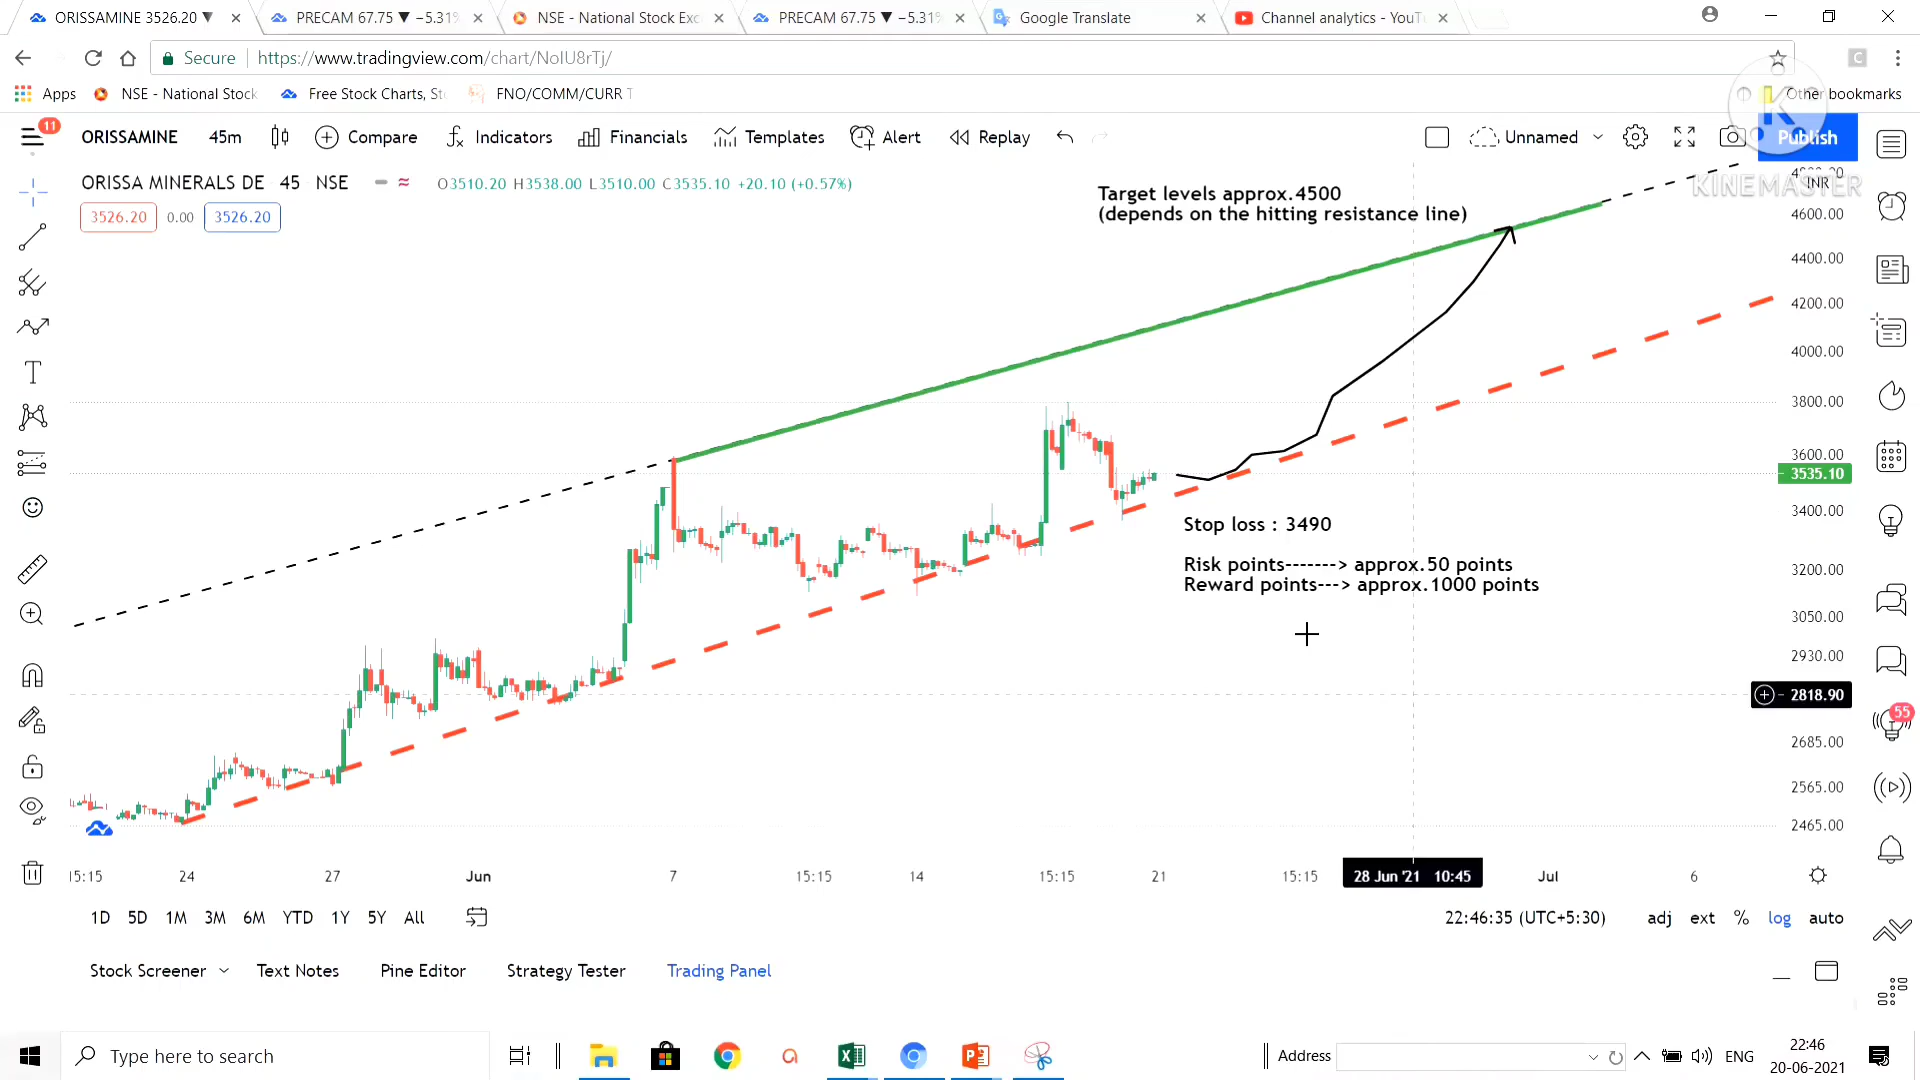 ORISSAMINE 3526.20 ▼
PRECAM 67.75 ▼ −5.31%
NSE - National Stock Exc
PRECAM 67.75 ▼ −5.31%
Google Translate
Channel analytics - YouTu
Secure
https://www.tradingview.com/chart/NoIU8rTj/
C
Apps
NSE - National Stock
Free Stock Charts, St
FNO/COMM/CURR T
Other bookmarks
K
KINEMASTER
11
ORISSAMINE
45m
Compare
Indicators
Financials
Templates
Alert
Replay
Unnamed
Publish
ORISSA MINERALS DE 45 NSE
O3510.20 H3538.00 L3510.00 C3535.10 +20.10 (+0.57%)
3526.20 0.00 3526.20
Target levels approx.4500
(depends on the hitting resistance line)
INR
4600.00
4400.00
4200.00
4000.00
3800.00
3600.00
3535.10
3400.00
3200.00
3050.00
2930.00
2818.90
2685.00
2565.00
2465.00
Stop loss : 3490
Risk points-------> approx.50 points
Reward points---> approx.1000 points
55
15:15 24 27 Jun 7 15:15 14 15:15 21 15:15 28 Jun '21 10:45 Jul 6
1D 5D 1M 3M 6M YTD 1Y 5Y All
22:46:35 (UTC+5:30) adj ext % log auto
Stock Screener Text Notes Pine Editor Strategy Tester Trading Panel
Type here to search
Address
ENG
22:46
20-06-2021